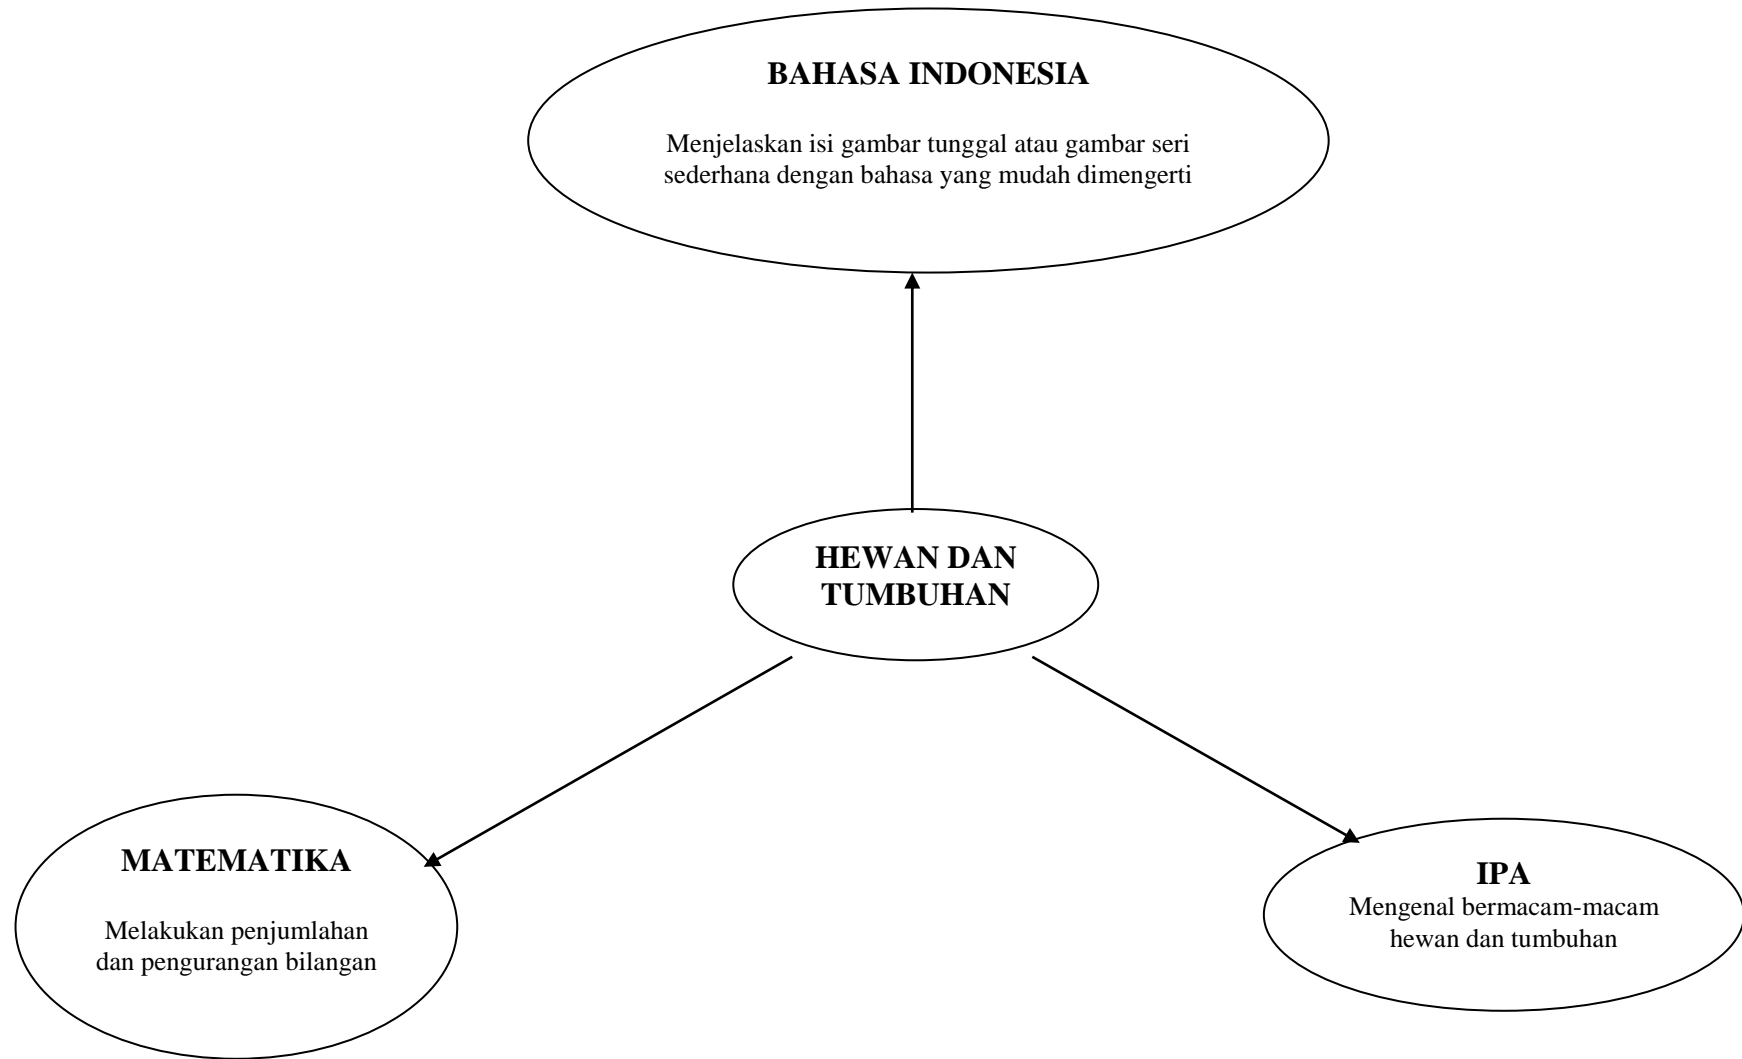 BAHASA INDONESIA
Menjelaskan isi gambar tunggal atau gambar seri
sederhana dengan bahasa yang mudah dimengerti
HEWAN DAN
TUMBUHAN
MATEMATIKA
Melakukan penjumlahan
dan pengurangan bilangan
IPA
Mengenal bermacam-macam
hewan dan tumbuhan